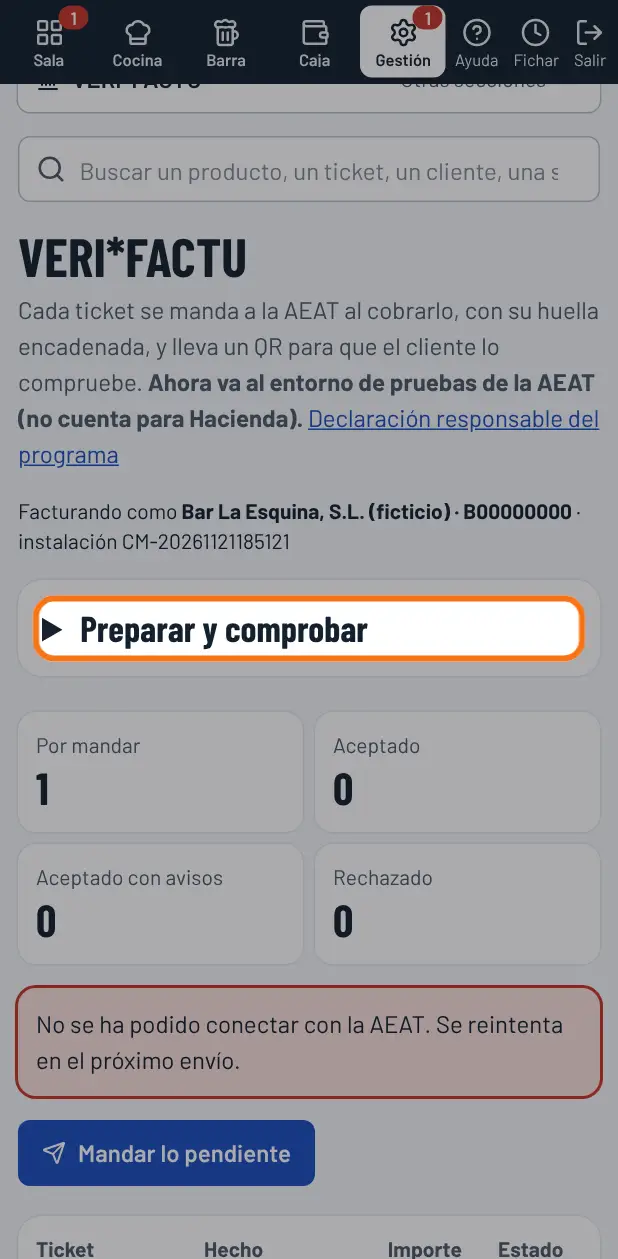 1
1
Sala
Cocina
Barra
Caja
Gestión
Ayuda
Fichar
Salir
VERI*FACTU
Otras secciones
Buscar un producto, un ticket, un cliente, una s
VERI*FACTU
Cada ticket se manda a la AEAT al cobrarlo, con su huella
encadenada, y lleva un QR para que el cliente lo
compruebe. Ahora va al entorno de pruebas de la AEAT
(no cuenta para Hacienda). Declaración responsable del
programa
Facturando como Bar La Esquina, S.L. (ficticio) · B00000000 ·
instalación CM-20261121185121
Preparar y comprobar
Por mandar
1
Aceptado
0
Aceptado con avisos
0
Rechazado
0
No se ha podido conectar con la AEAT. Se reintenta
en el próximo envío.
Mandar lo pendiente
Ticket Hecho Importe Estado